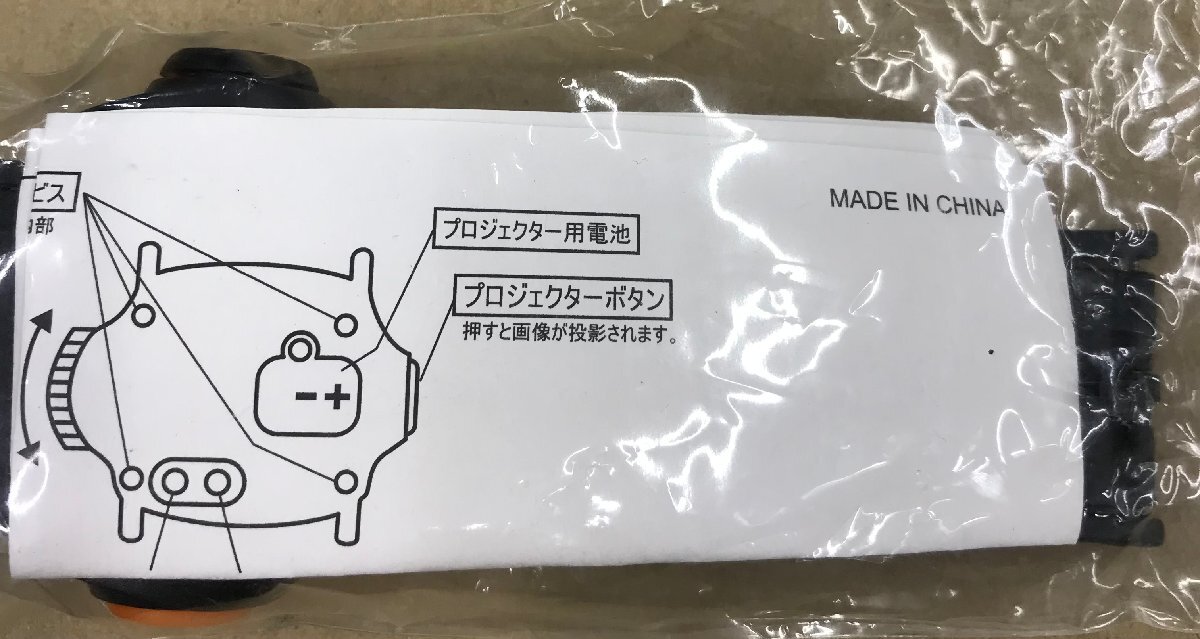 ビス
内部
プロジェクター用電池
プロジェクターボタン
押すと画像が投影されます。
MADE IN CHINA
- +